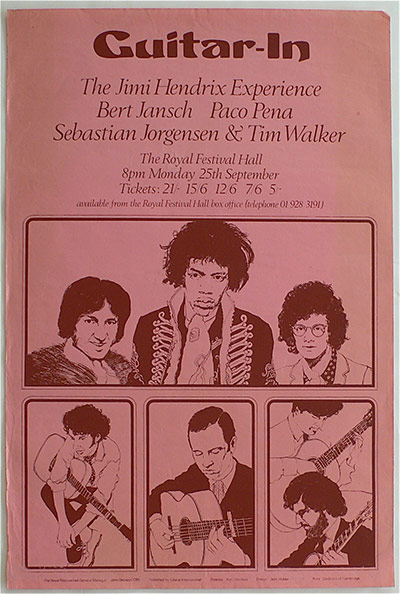 Guitar-In
The Jimi Hendrix Experience
Bert Jansch Paco Pena
Sebastian Jorgensen & Tim Walker
The Royal Festival Hall
8pm Monday 25th September
Tickets: 21/- 15/6 12/6 7/6 5/-
available from the Royal Festival Hall box office (telephone 01 928 3191)